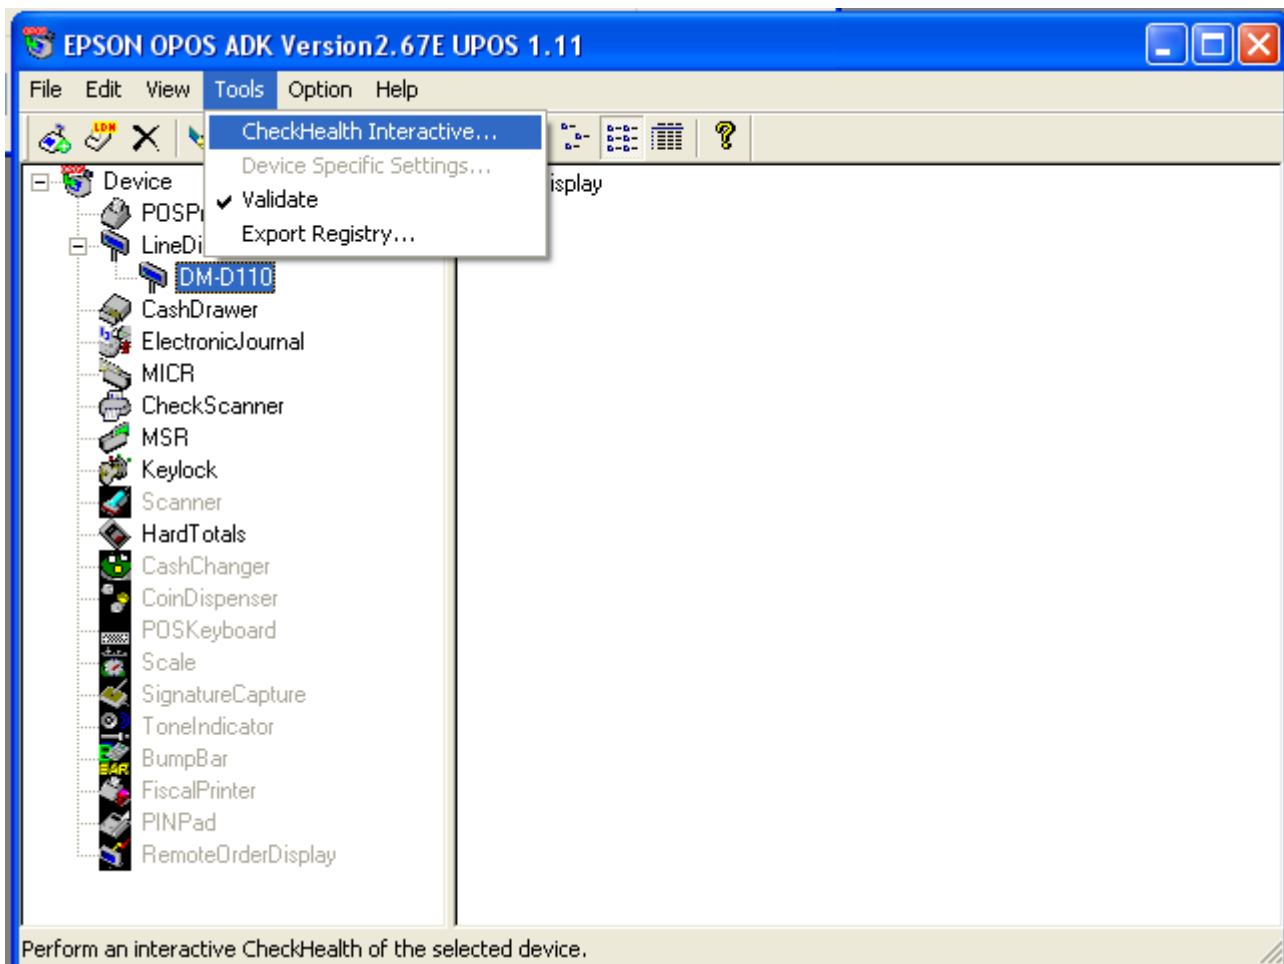 EPSON OPOS ADK Version2.67E UPOS 1.11
File Edit View Tools Option Help
CheckHealth Interactive...
Device Specific Settings...
Validate
Export Registry...
Device
isplay
POSP
LineDi
DM-D110
CashDrawer
ElectronicJournal
MICR
CheckScanner
MSR
Keylock
Scanner
HardTotals
CashChanger
CoinDispenser
POSKeyboard
Scale
SignatureCapture
ToneIndicator
BumpBar
FiscalPrinter
PINPad
RemoteOrderDisplay
Perform an interactive CheckHealth of the selected device.